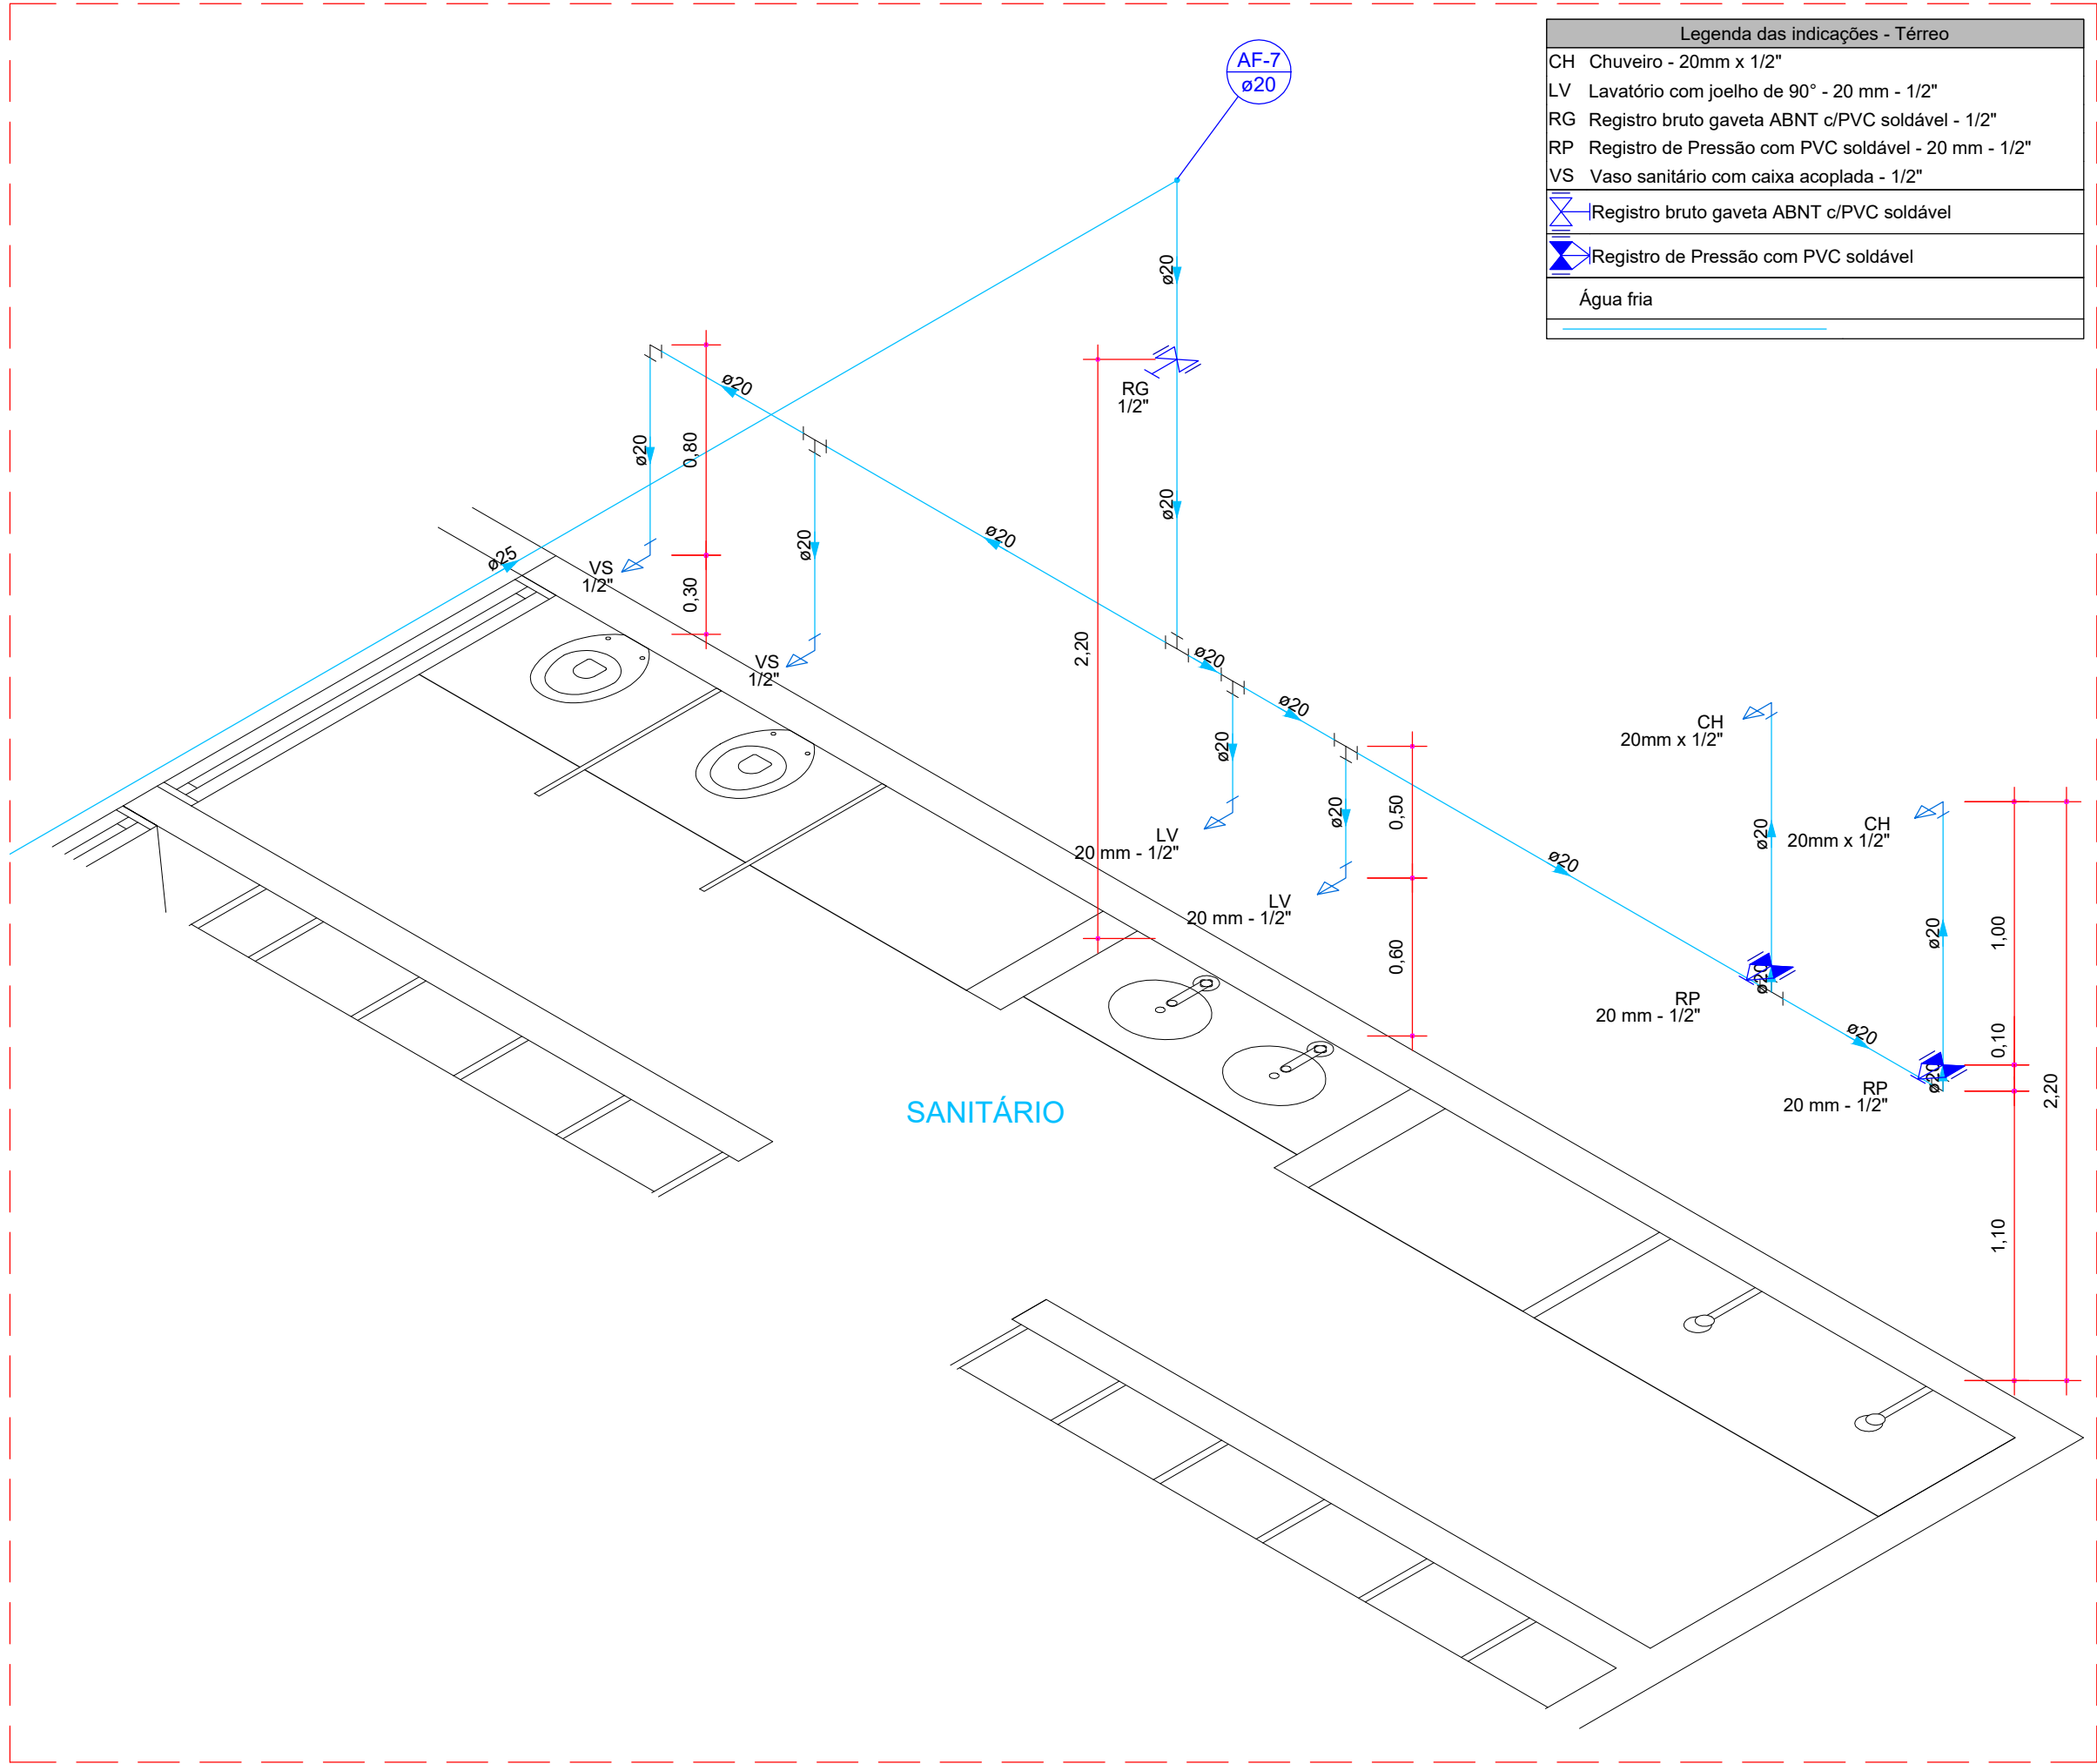 Legenda das indicações - Térreo
CH Chuveiro - 20mm x 1/2"
LV Lavatório com joelho de 90° - 20 mm - 1/2"
RG Registro bruto gaveta ABNT c/PVC soldável - 1/2"
RP Registro de Pressão com PVC soldável - 20 mm - 1/2"
VS Vaso sanitário com caixa acoplada - 1/2"
Registro bruto gaveta ABNT c/PVC soldável
Registro de Pressão com PVC soldável
Água fria
AF-7
ø20
ø20
RG
1/2"
ø20
ø20
0,80
ø20
ø20
ø20
ø20
ø25
VS
1/2"
0,30
VS
1/2"
2,20
ø20
ø20
ø20
LV
20 mm - 1/2"
ø20
0,50
LV
20 mm - 1/2"
0,60
CH
20mm x 1/2"
ø20
CH
20mm x 1/2"
ø20
ø20
1,00
ø20
RP
20 mm - 1/2"
ø20
0,10
ø20
RP
20 mm - 1/2"
2,20
1,10
SANITÁRIO